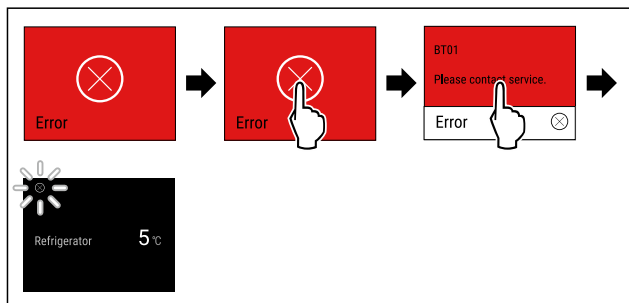 Error
Error
BT01
Please contact service.
Error
Refrigerator 5 °C